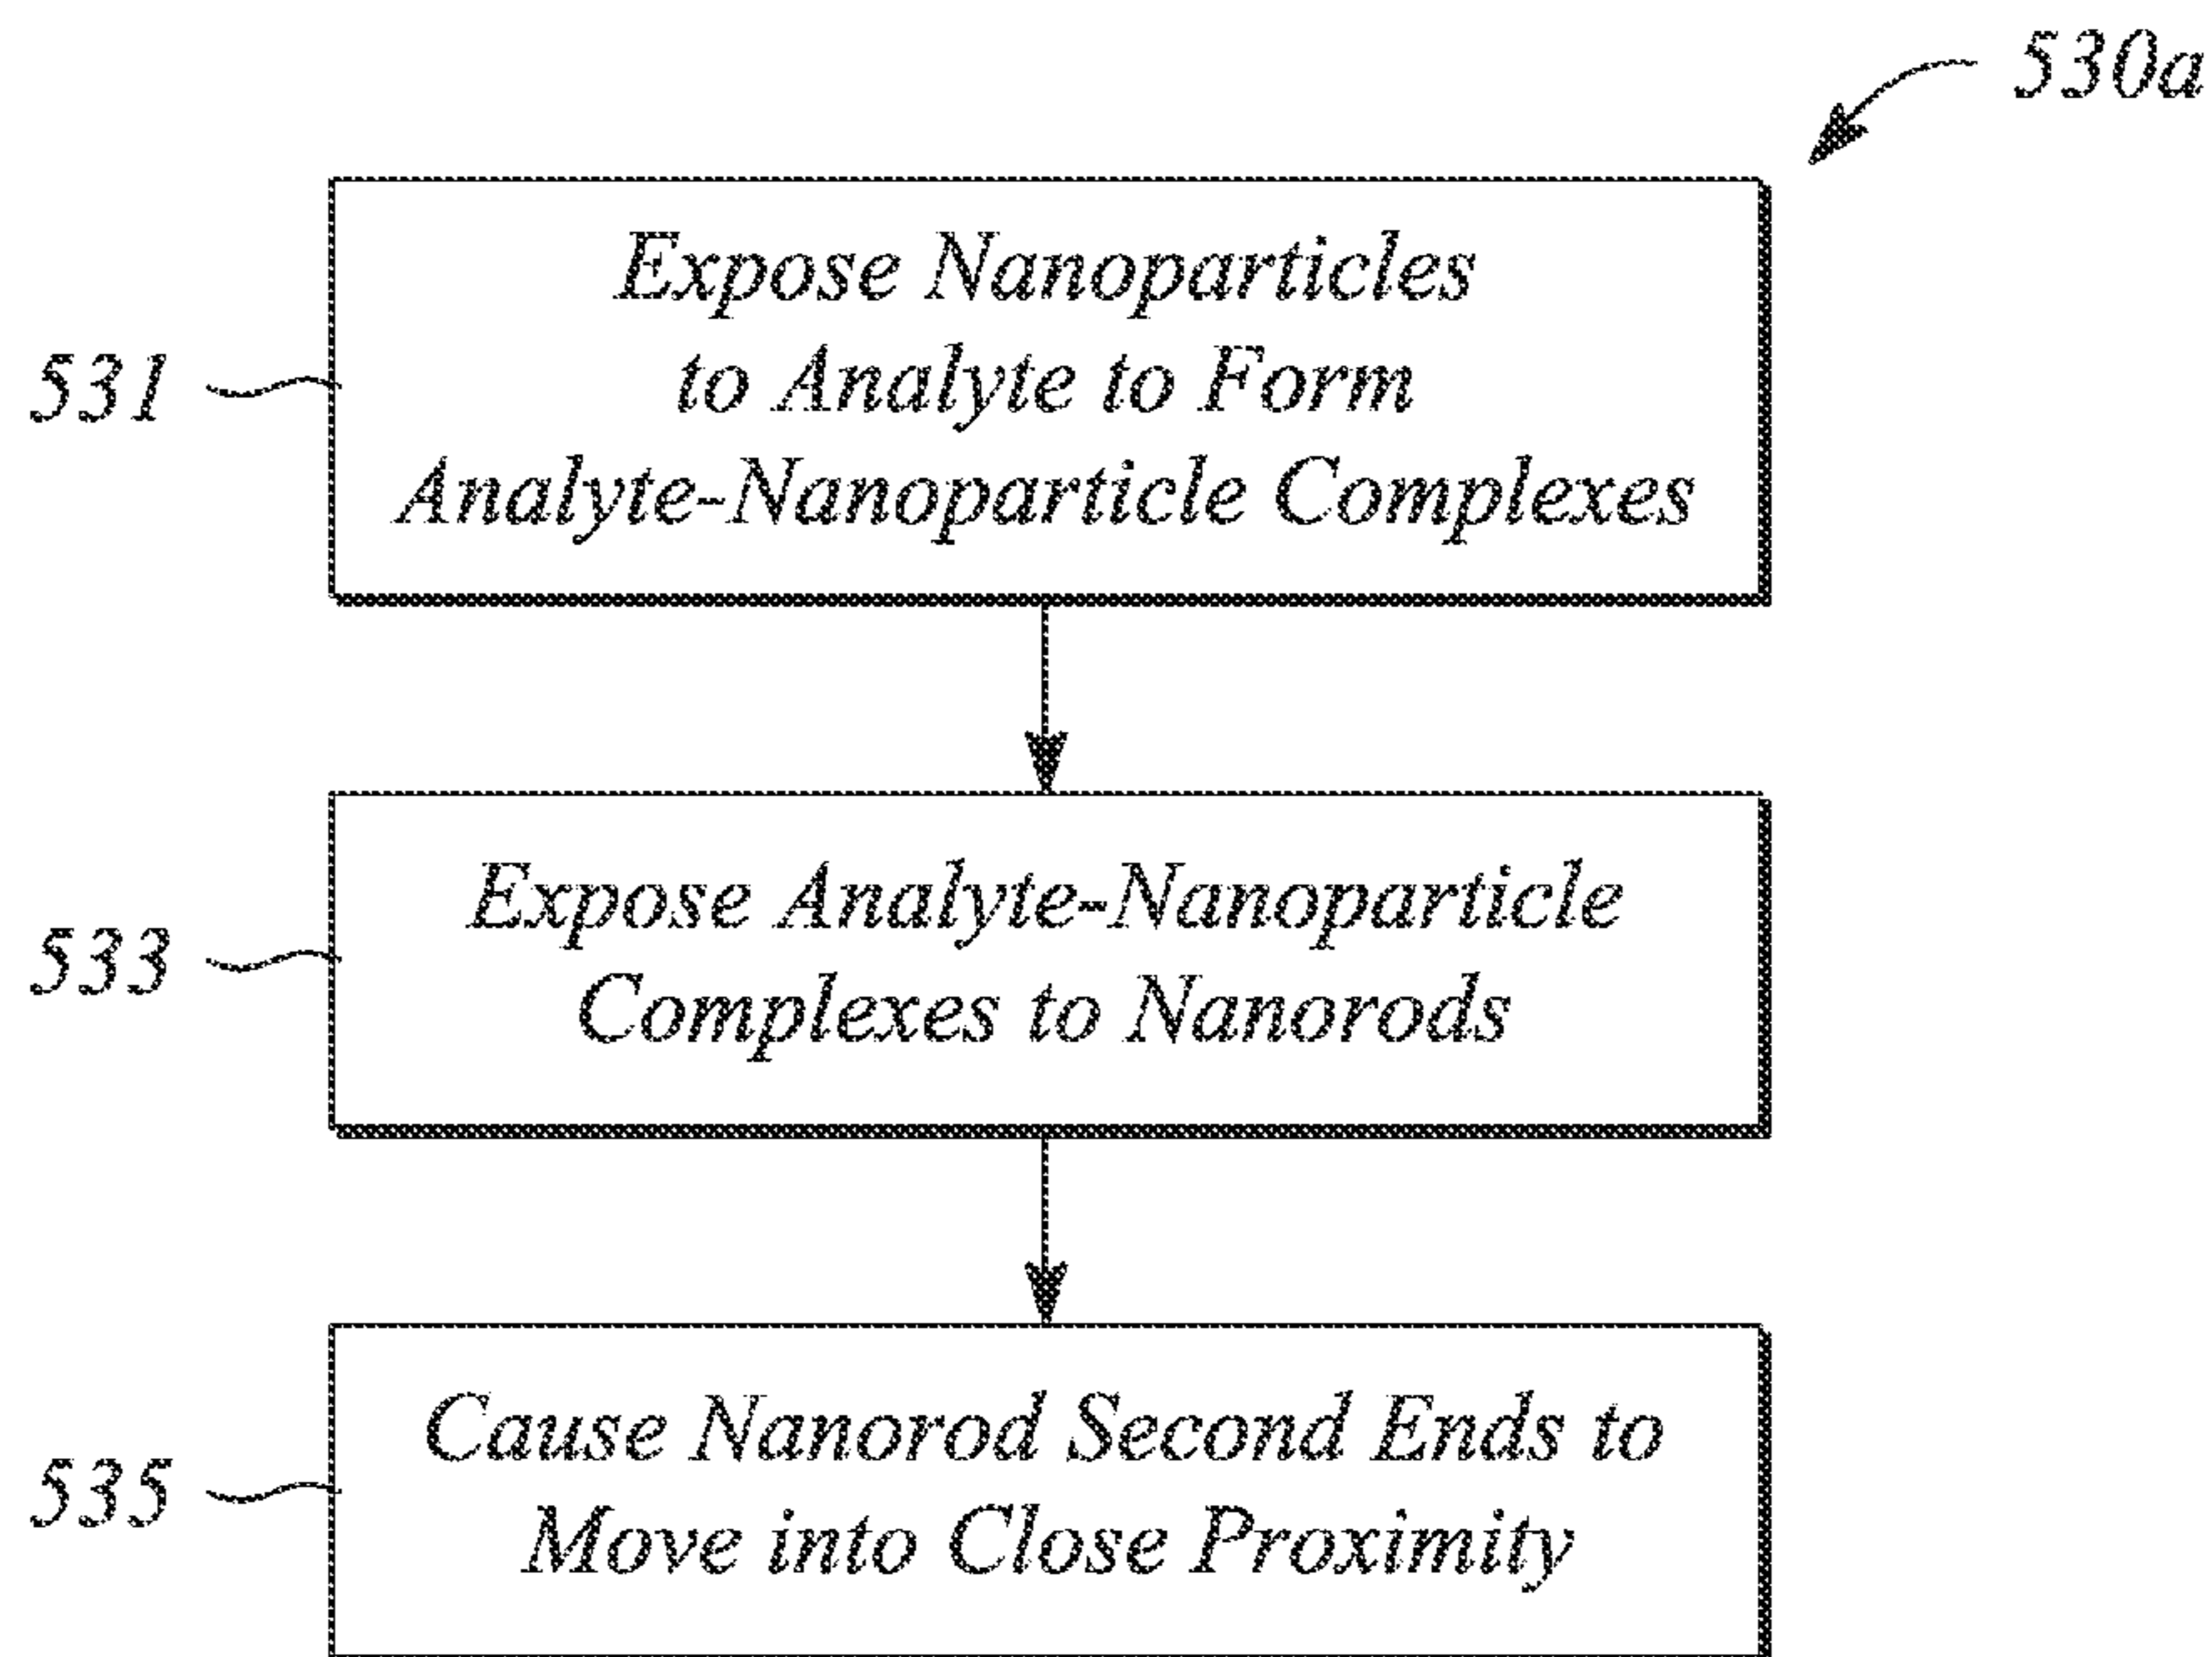 530a
Expose Nanoparticles
to Analyte to Form
Analyte-Nanoparticle Complexes
531
Expose Analyte-Nanoparticle
Complexes to Nanorods
533
Cause Nanorod Second Ends to
Move into Close Proximity
535